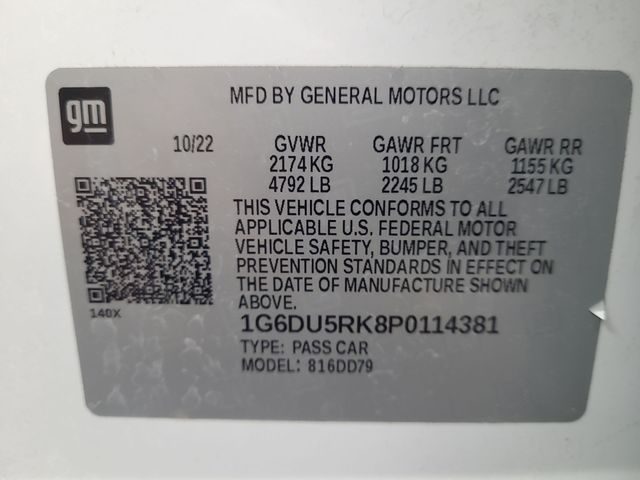 gm
MFD BY GENERAL MOTORS LLC
10/22 GVWR GAWR FRT GAWR RR
2174 KG 1018 KG 1155 KG
4792 LB 2245 LB 2547 LB
THIS VEHICLE CONFORMS TO ALL
APPLICABLE U.S. FEDERAL MOTOR
VEHICLE SAFETY, BUMPER, AND THEFT
PREVENTION STANDARDS IN EFFECT ON
THE DATE OF MANUFACTURE SHOWN
ABOVE.
140X
1G6DU5RK8P0114381
TYPE: PASS CAR
MODEL: 816DD79